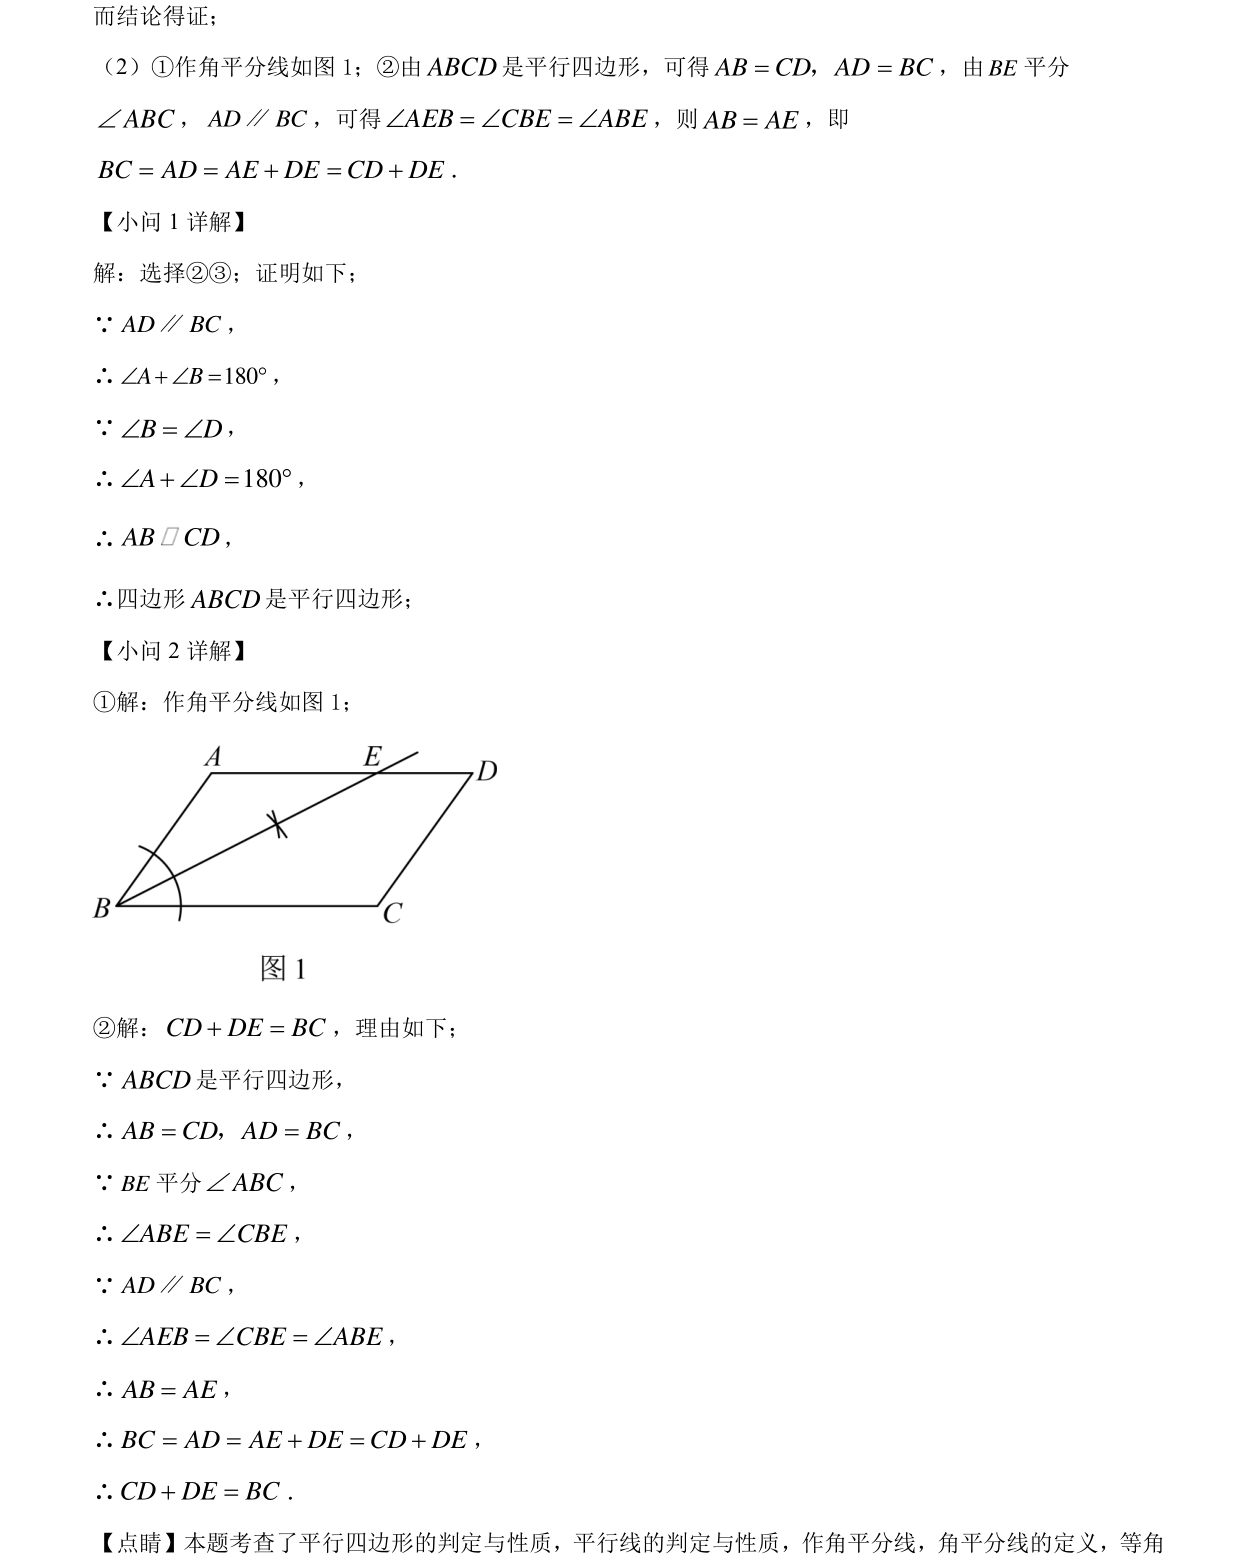 而结论得证；
（2）①作角平分线如图 1；②由 ABCD 是平行四边形，可得 AB = CD，AD = BC，由 BE 平分
∠ABC，AD∥BC，可得∠AEB = ∠CBE = ∠ABE，则 AB = AE，即
BC = AD = AE + DE = CD + DE．
【小问 1 详解】
解：选择②③；证明如下；
∵ AD∥BC，
∴ ∠A + ∠B = 180°，
∵ ∠B = ∠D，
∴ ∠A + ∠D = 180°，
∴ AB▱CD，
∴四边形 ABCD 是平行四边形；
【小问 2 详解】
①解：作角平分线如图 1；
A E D
B C
图 1
②解：CD + DE = BC，理由如下；
∵ ABCD 是平行四边形，
∴ AB = CD，AD = BC，
∵ BE 平分∠ABC，
∴ ∠ABE = ∠CBE，
∵ AD∥BC，
∴ ∠AEB = ∠CBE = ∠ABE，
∴ AB = AE，
∴ BC = AD = AE + DE = CD + DE，
∴ CD + DE = BC．
【点睛】本题考查了平行四边形的判定与性质，平行线的判定与性质，作角平分线，角平分线的定义，等角